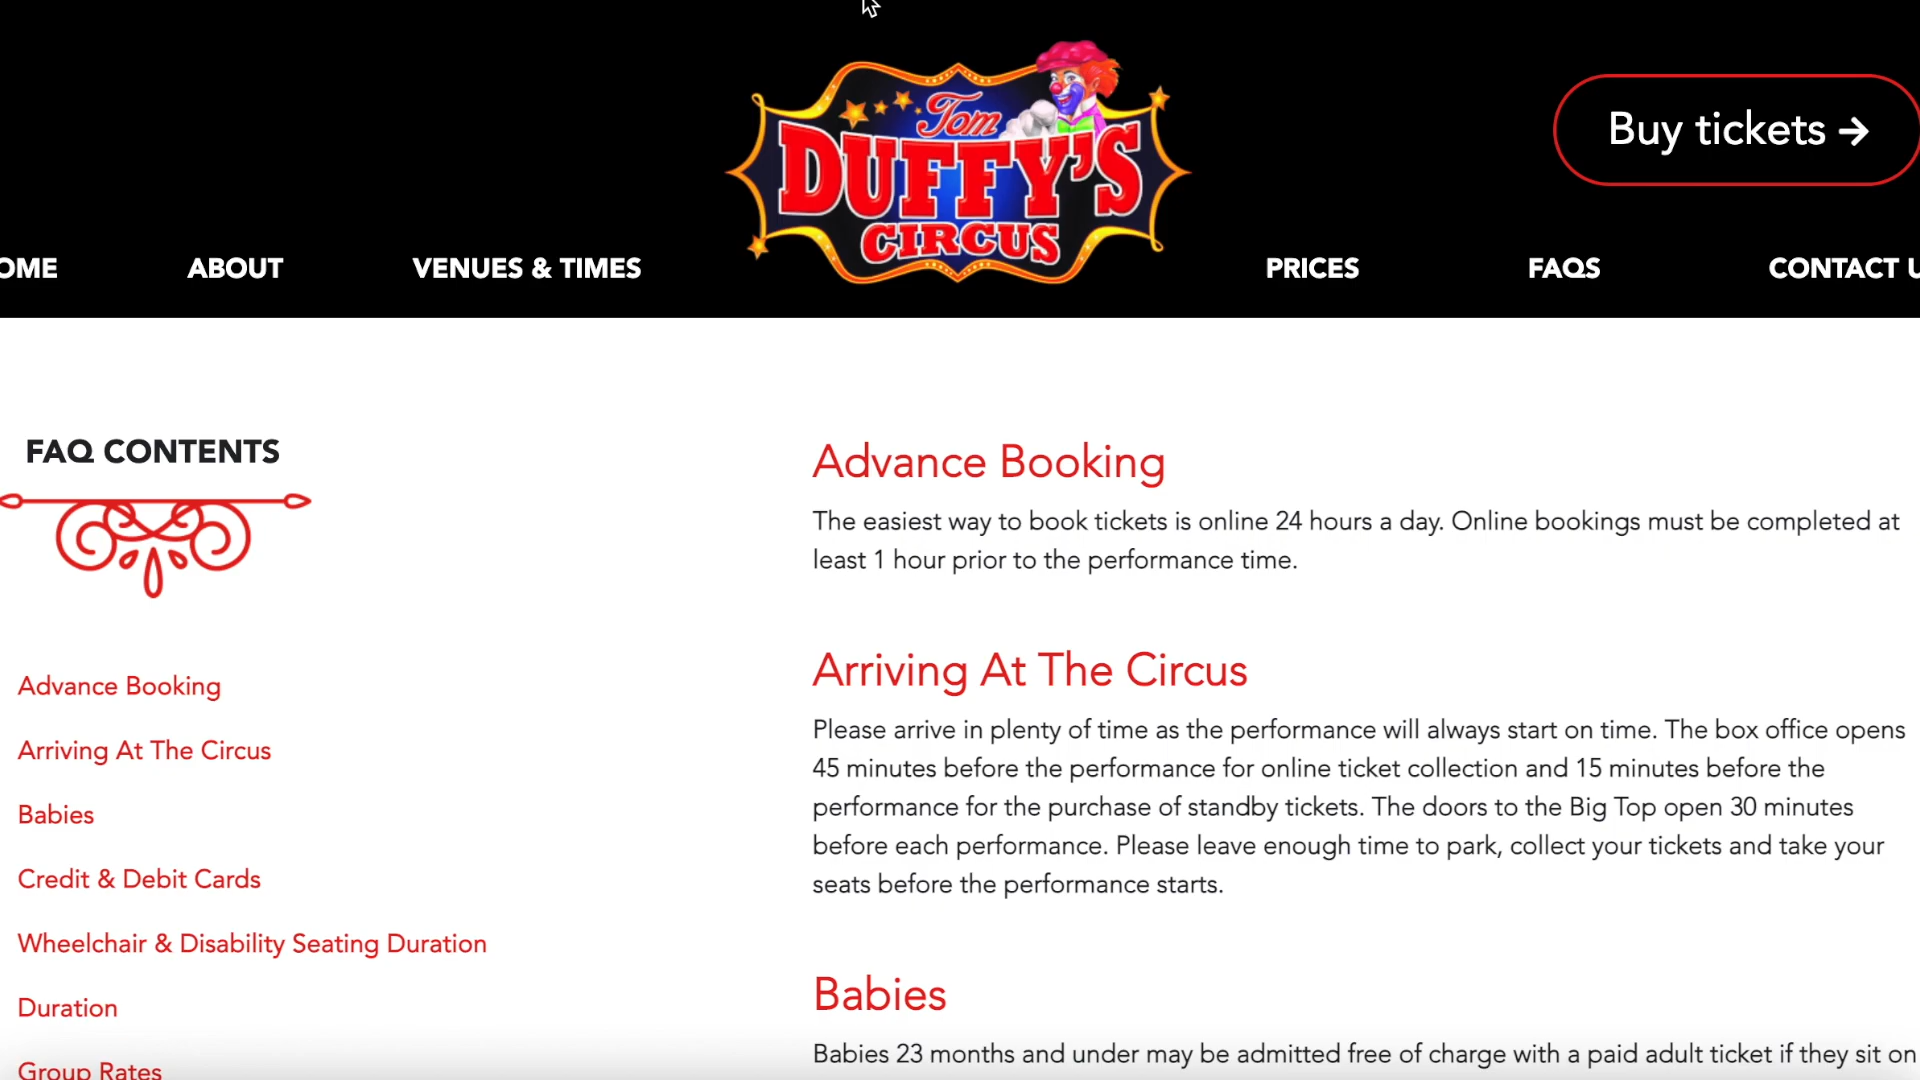 Tom
DUFFY'S
CIRCUS
Buy tickets →
OME
ABOUT
VENUES & TIMES
PRICES
FAQS
CONTACT U
FAQ CONTENTS
Advance Booking
Arriving At The Circus
Babies
Credit & Debit Cards
Wheelchair & Disability Seating Duration
Duration
Group Rates
Advance Booking
The easiest way to book tickets is online 24 hours a day. Online bookings must be completed at
least 1 hour prior to the performance time.
Arriving At The Circus
Please arrive in plenty of time as the performance will always start on time. The box office opens
45 minutes before the performance for online ticket collection and 15 minutes before the
performance for the purchase of standby tickets. The doors to the Big Top open 30 minutes
before each performance. Please leave enough time to park, collect your tickets and take your
seats before the performance starts.
Babies
Babies 23 months and under may be admitted free of charge with a paid adult ticket if they sit on